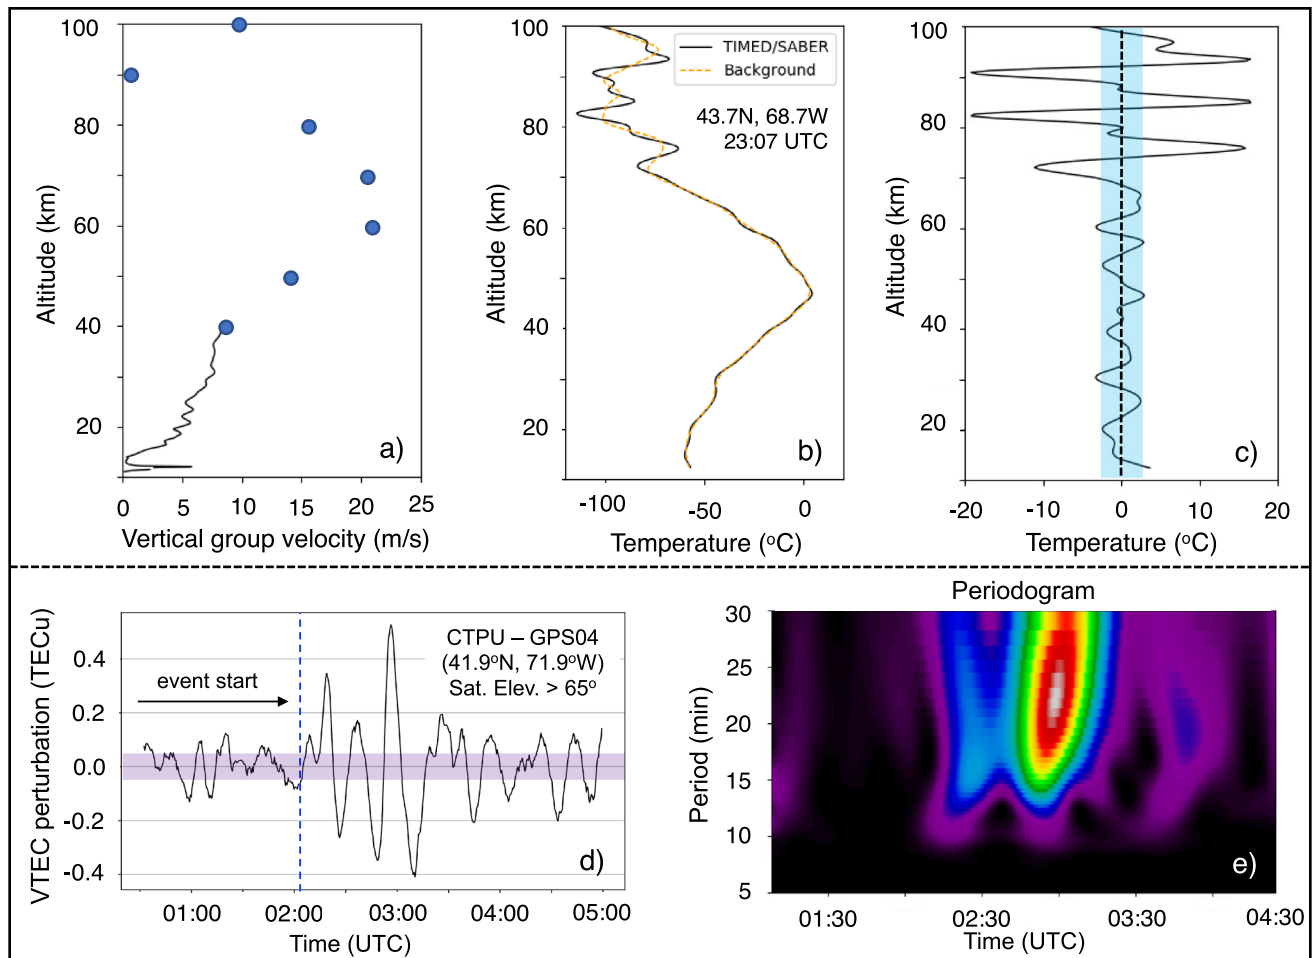 100
80
60
40
20
Altitude (km)
0
5
10
15
20
25
Vertical group velocity (m/s)
a)
100
80
60
40
20
Altitude (km)
TIMED/SABER
Background
43.7N, 68.7W
23:07 UTC
b)
-100
-50
0
Temperature (°C)
100
80
60
40
20
Altitude (km)
c)
-20
-10
0
10
20
Temperature (°C)
VTEC perturbation (TECu)
0.4
0.2
0.0
-0.2
-0.4
event start
CTPU – GPS04
(41.9°N, 71.9°W)
Sat. Elev. > 65°
d)
01:00
02:00
03:00
04:00
05:00
Time (UTC)
Periodogram
Period (min)
30
25
20
15
10
5
e)
01:30
02:30
03:30
04:30
Time (UTC)